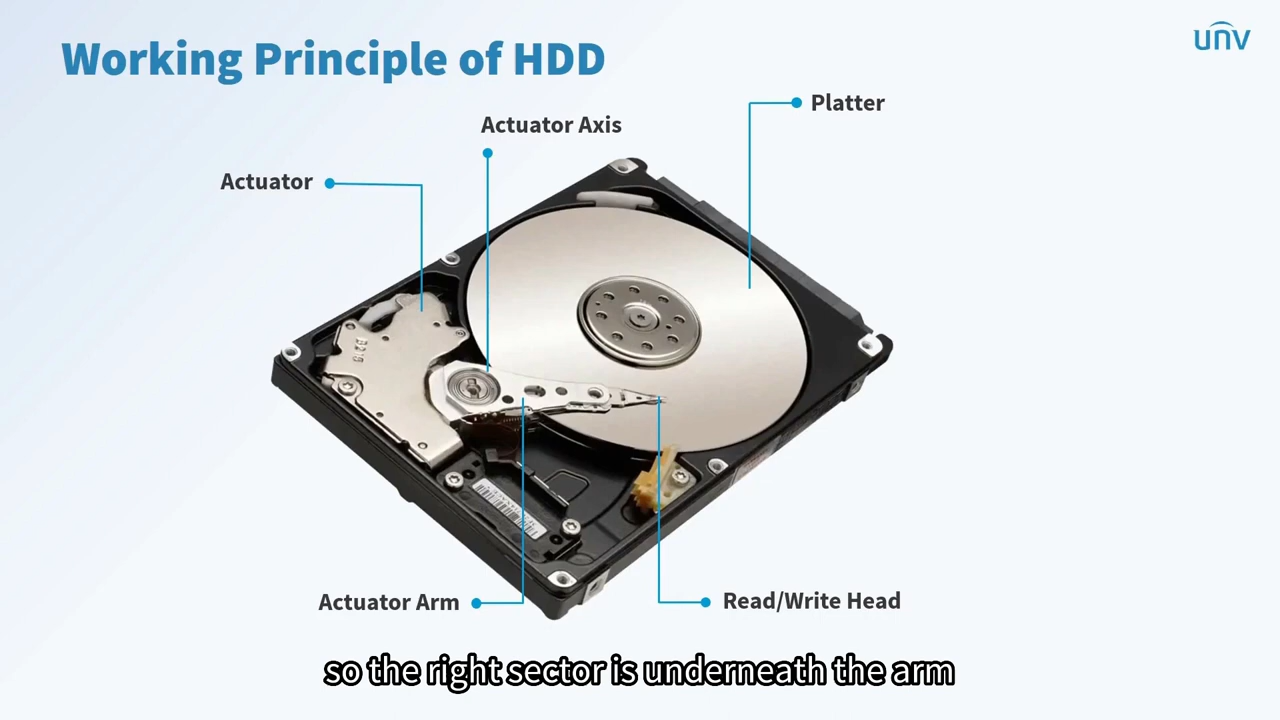 Working Principle of HDD
unv
Platter
Actuator Axis
Actuator
Actuator Arm
Read/Write Head
so the right sector is underneath the arm